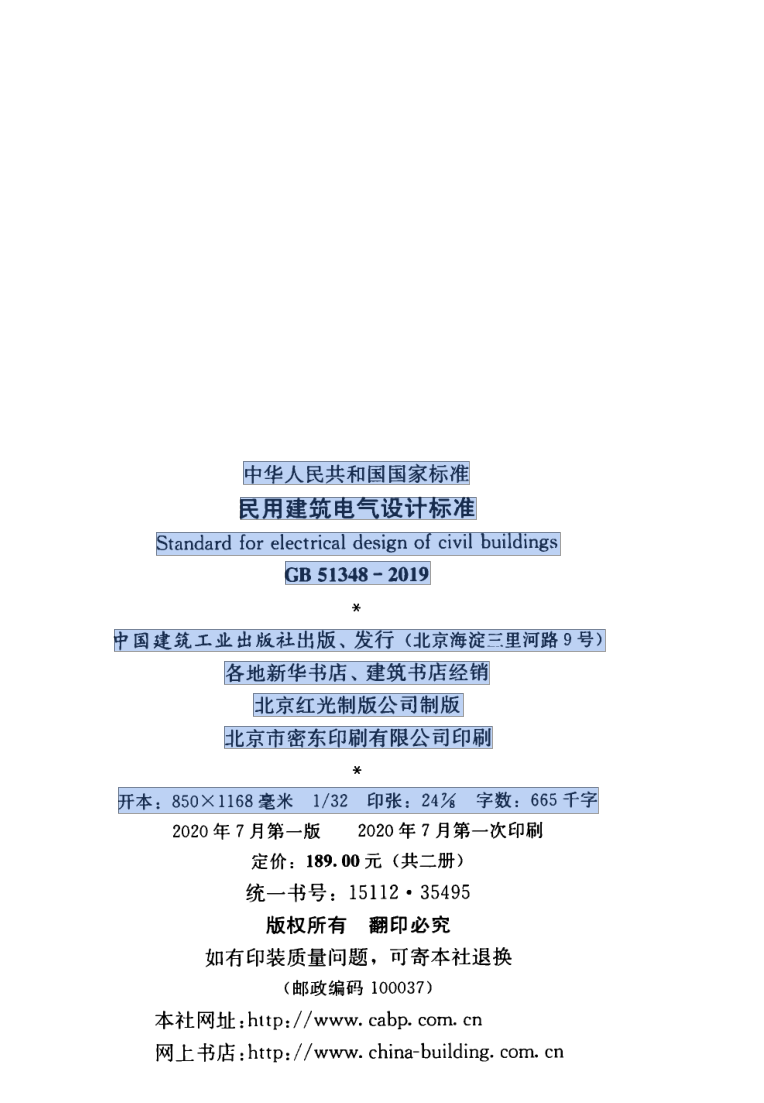 中华人民共和国国家标准
民用建筑电气设计标准
Standard for electrical design of civil buildings
GB 51348－2019
*
中国建筑工业出版社出版、发行（北京海淀三里河路9号）
各地新华书店、建筑书店经销
北京红光制版公司制版
北京市密东印刷有限公司印刷
*
开本：850×1168毫米 1/32 印张：24⅞ 字数：665千字
2020年7月第一版 2020年7月第一次印刷
定价：189.00元（共二册）
统一书号：15112·35495
版权所有 翻印必究
如有印装质量问题，可寄本社退换
（邮政编码 100037）
本社网址：http://www.cabp.com.cn
网上书店：http://www.china-building.com.cn